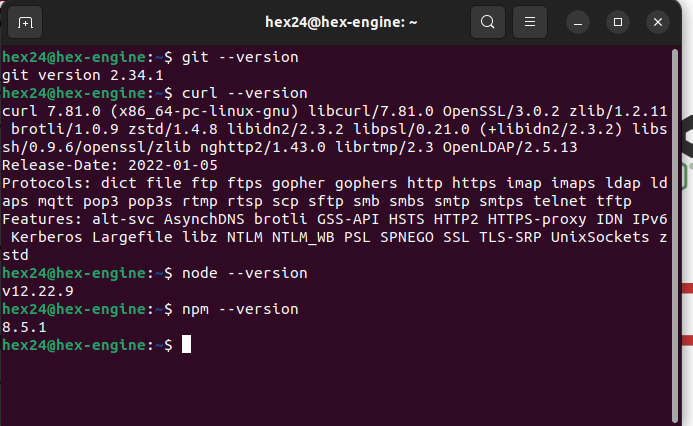 hex24@hex-engine: ~
hex24@hex-engine:~$ git --version
git version 2.34.1
hex24@hex-engine:~$ curl --version
curl 7.81.0 (x86_64-pc-linux-gnu) libcurl/7.81.0 OpenSSL/3.0.2 zlib/1.2.11
 brotli/1.0.9 zstd/1.4.8 libidn2/2.3.2 libpsl/0.21.0 (+libidn2/2.3.2) libs
sh/0.9.6/openssl/zlib nghttp2/1.43.0 librtmp/2.3 OpenLDAP/2.5.13
Release-Date: 2022-01-05
Protocols: dict file ftp ftps gopher gophers http https imap imaps ldap ld
aps mqtt pop3 pop3s rtmp rtsp scp sftp smb smbs smtp smtps telnet tftp
Features: alt-svc AsynchDNS brotli GSS-API HSTS HTTP2 HTTPS-proxy IDN IPv6
 Kerberos Largefile libz NTLM NTLM_WB PSL SPNEGO SSL TLS-SRP UnixSockets z
std
hex24@hex-engine:~$ node --version
v12.22.9
hex24@hex-engine:~$ npm --version
8.5.1
hex24@hex-engine:~$